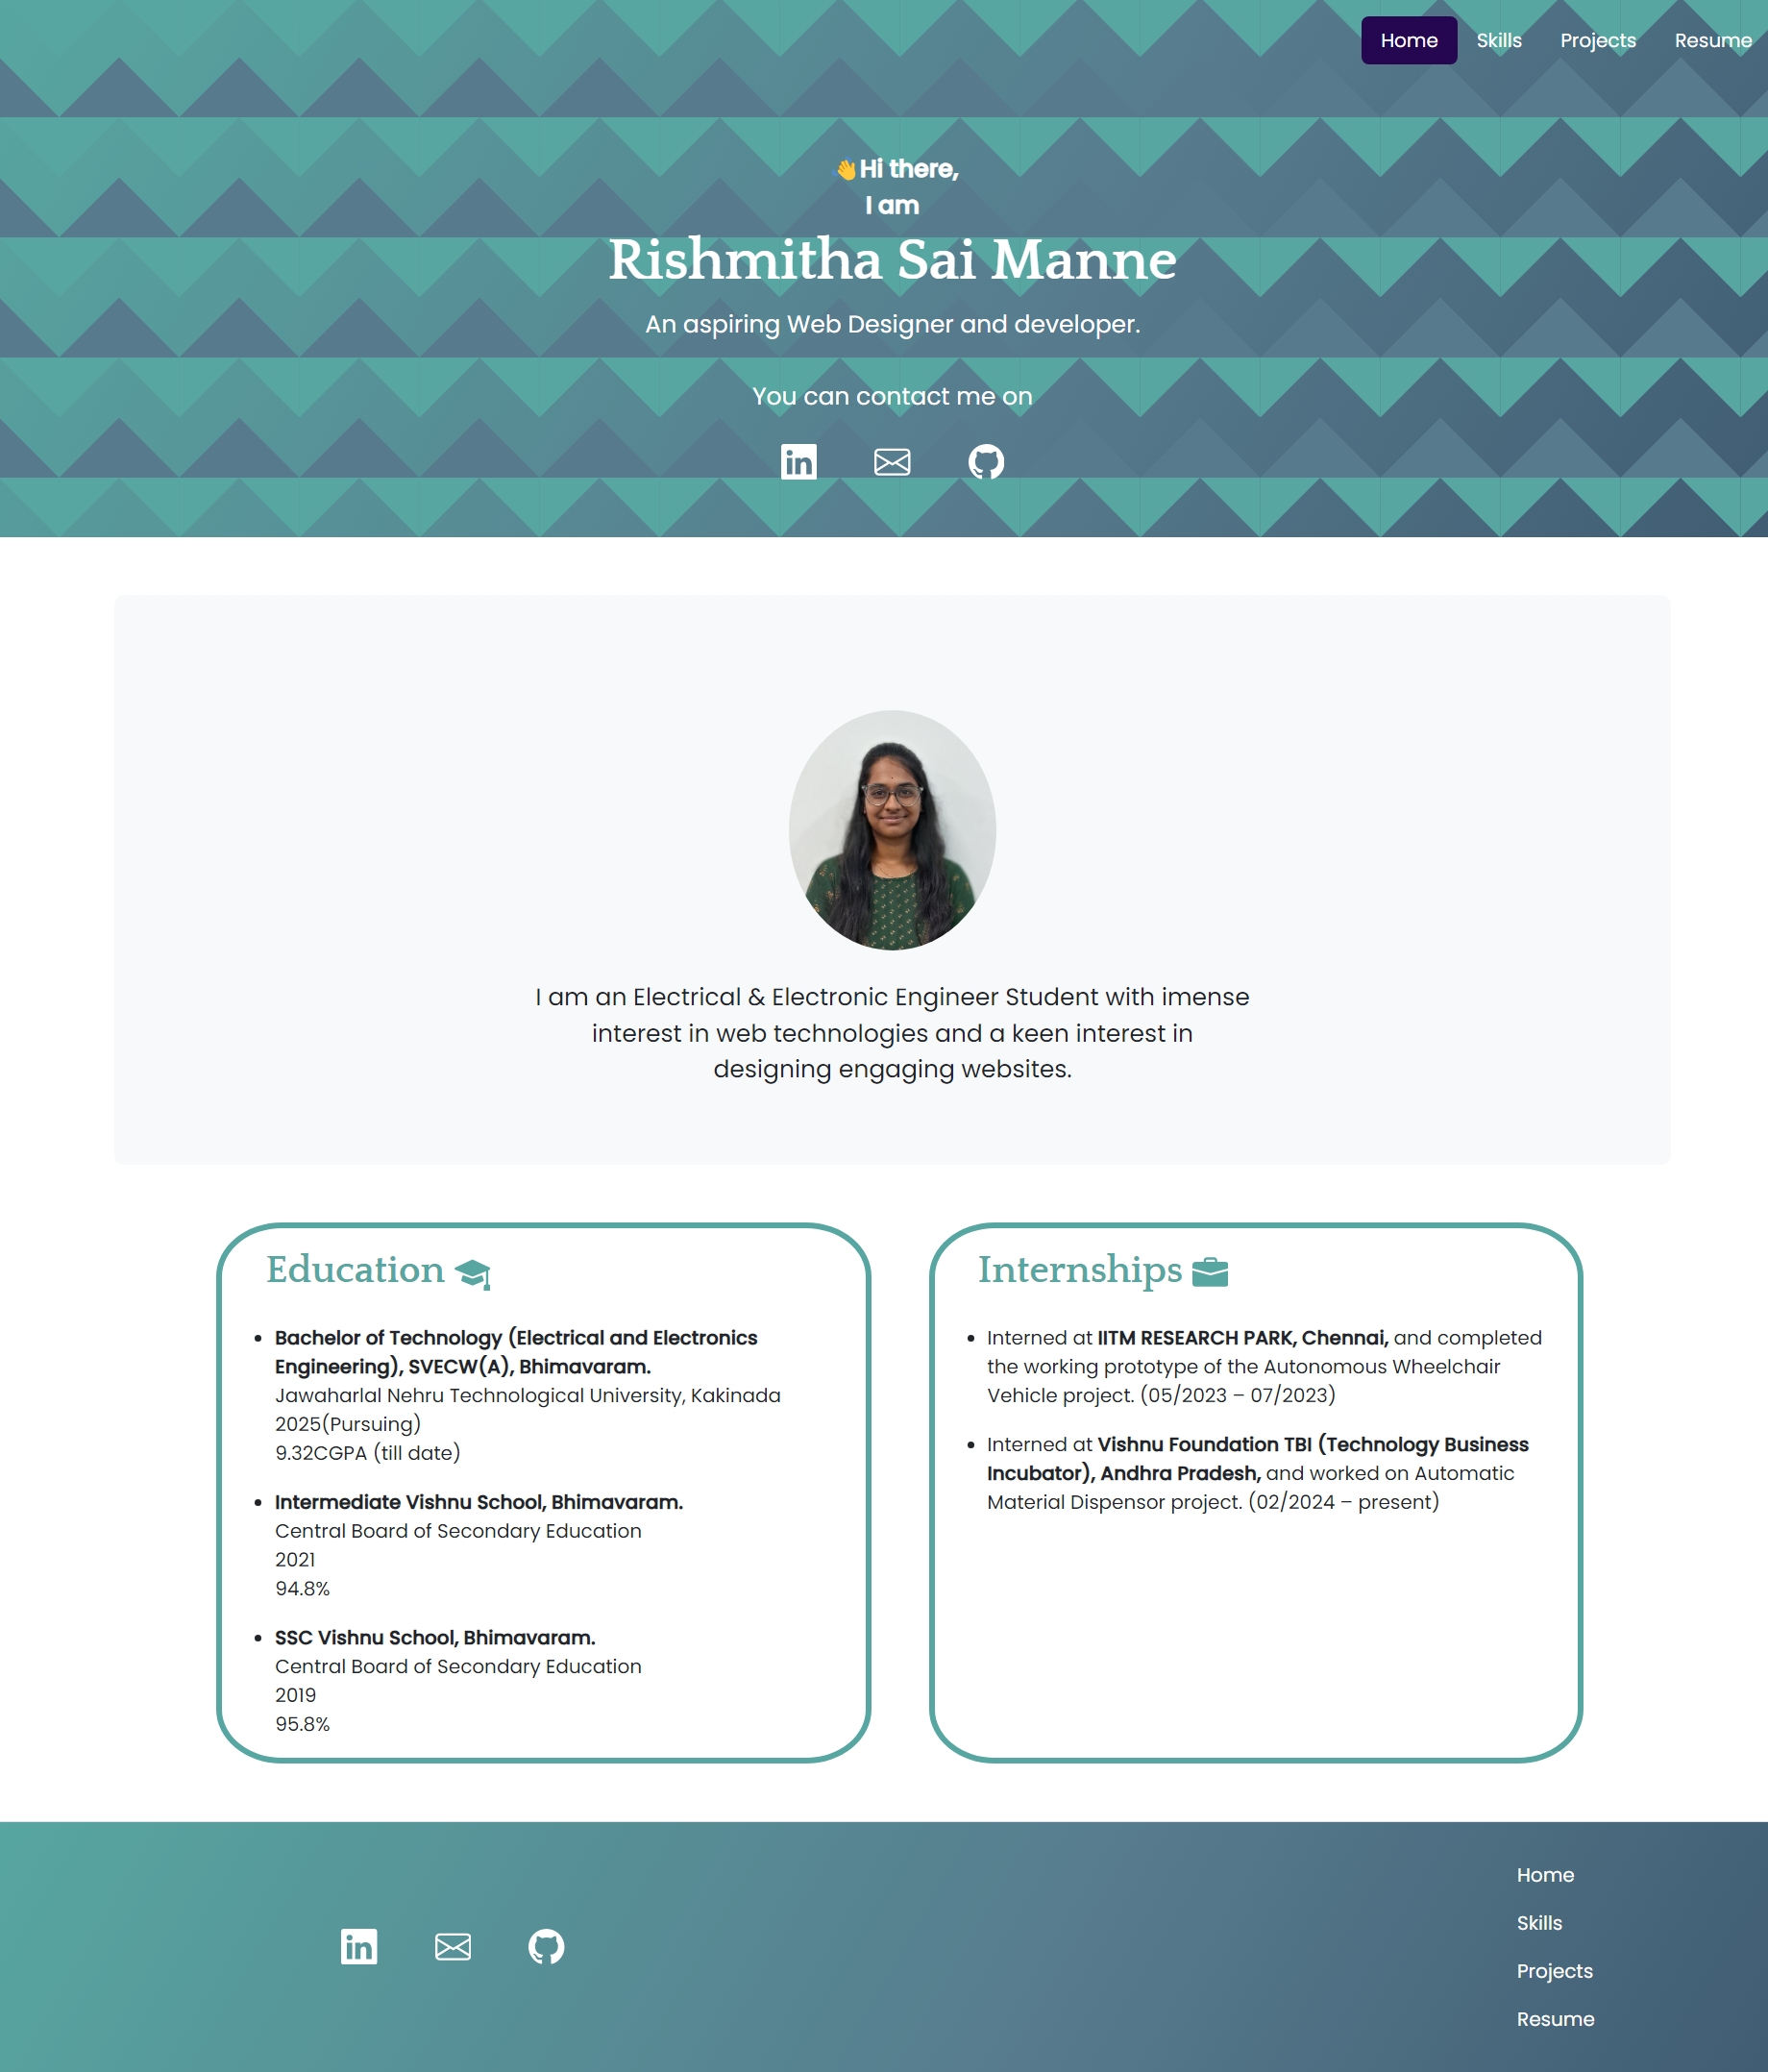 Home Skills Projects Resume
👋Hi there,
I am
Rishmitha Sai Manne
An aspiring Web Designer and developer.
You can contact me on
I am an Electrical & Electronic Engineer Student with imense
interest in web technologies and a keen interest in
designing engaging websites.
Education
Bachelor of Technology (Electrical and Electronics
Engineering), SVECW(A), Bhimavaram.
Jawaharlal Nehru Technological University, Kakinada
2025(Pursuing)
9.32CGPA (till date)
Intermediate Vishnu School, Bhimavaram.
Central Board of Secondary Education
2021
94.8%
SSC Vishnu School, Bhimavaram.
Central Board of Secondary Education
2019
95.8%
Internships
Interned at IITM RESEARCH PARK, Chennai, and completed
the working prototype of the Autonomous Wheelchair
Vehicle project. (05/2023 – 07/2023)
Interned at Vishnu Foundation TBI (Technology Business
Incubator), Andhra Pradesh, and worked on Automatic
Material Dispensor project. (02/2024 – present)
Home
Skills
Projects
Resume